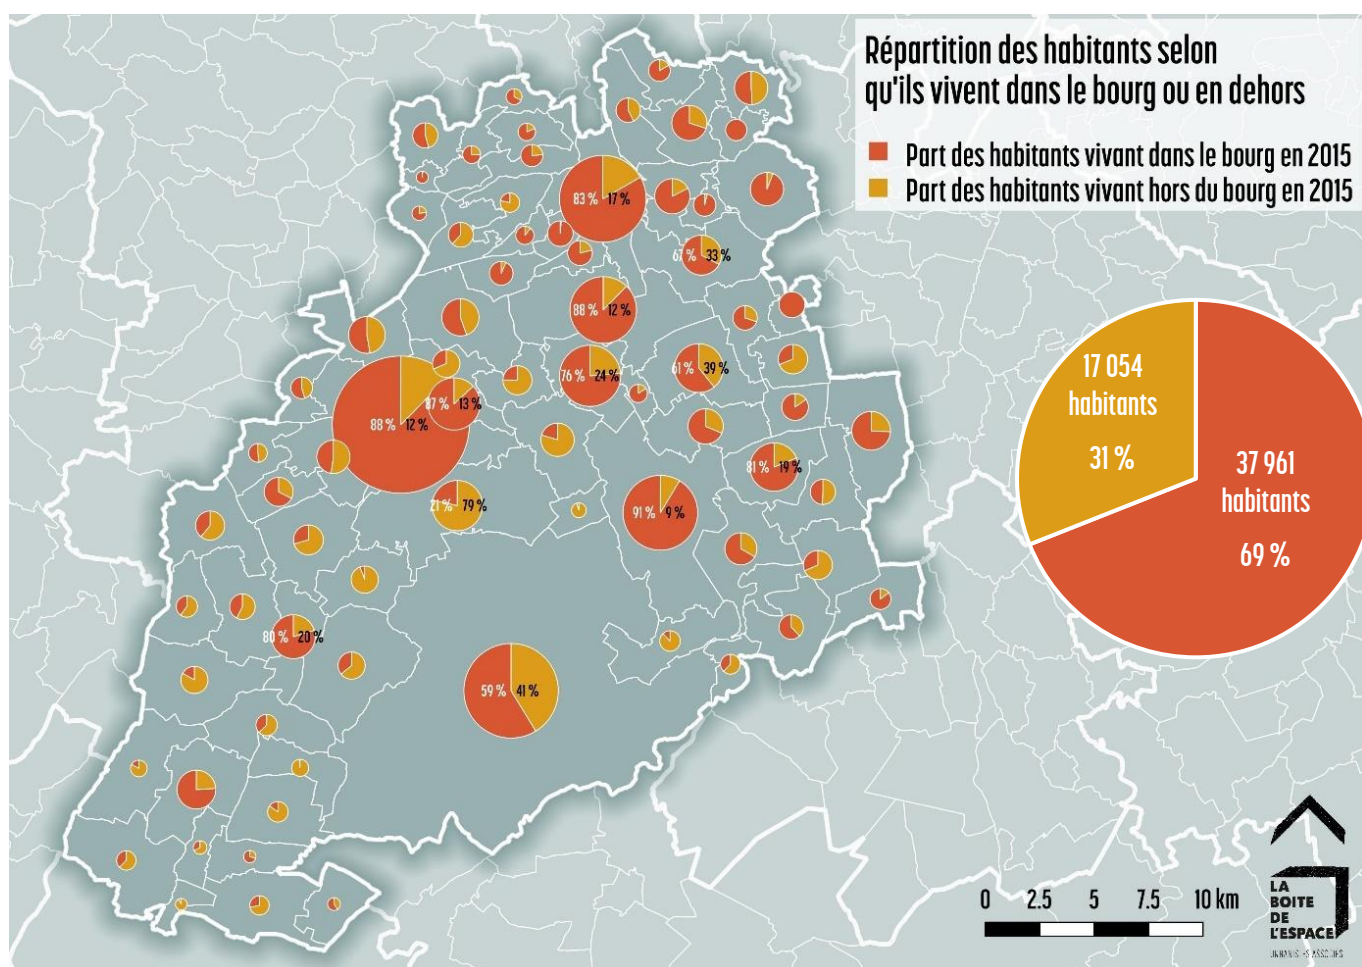 Répartition des habitants selon
qu'ils vivent dans le bourg ou en dehors
Part des habitants vivant dans le bourg en 2015
Part des habitants vivant hors du bourg en 2015
83 % 17 %
67 % 33 %
88 % 12 %
76 % 24 %
61 % 39 %
87 % 13 %
88 % 12 %
81 % 19 %
21 % 79 %
91 % 9 %
80 % 20 %
59 % 41 %
17 054
habitants
31 %
37 961
habitants
69 %
0 2.5 5 7.5 10 km
LA
BOITE
DE
L'ESPACE